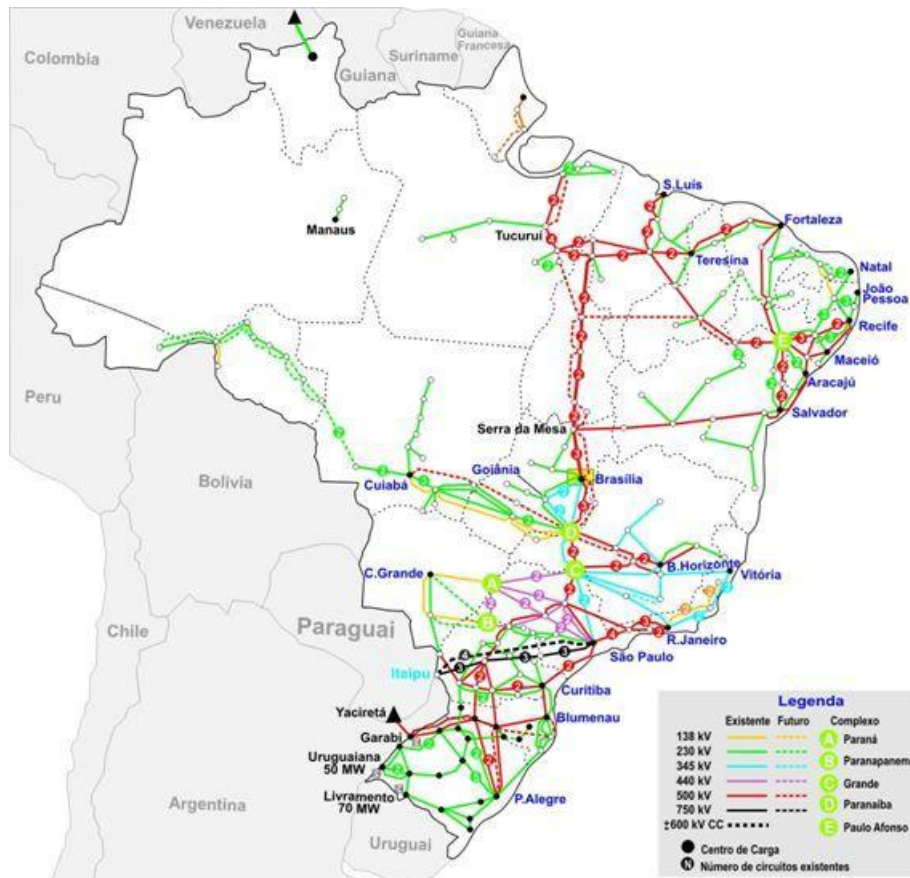 Venezuela
Colombia
Guiana
Suriname
Guiana
Francesa
Manaus
Tucuruí
S.Luís
Fortaleza
Teresina
Natal
João
Pessoa
Recife
Maceió
Aracajú
Salvador
Serra da Mesa
Peru
Bolívia
Cuiabá
Goiânia
Brasília
B.Horizonte
Vitória
C.Grande
Paraguai
Chile
R.Janeiro
São Paulo
Itaipu
Curitiba
Yaciretá
Blumenau
Garabi
Uruguaiana
50 MW
Livramento
70 MW
P.Alegre
Argentina
Uruguai
A
B
C
D
E
Legenda
Existente Futuro Complexo
138 kV A Paraná
230 kV B Paranapanema
345 kV
440 kV C Grande
500 kV D Paranaíba
750 kV
±600 kV CC E Paulo Afonso
Centro de Carga
N Número de circuitos existentes